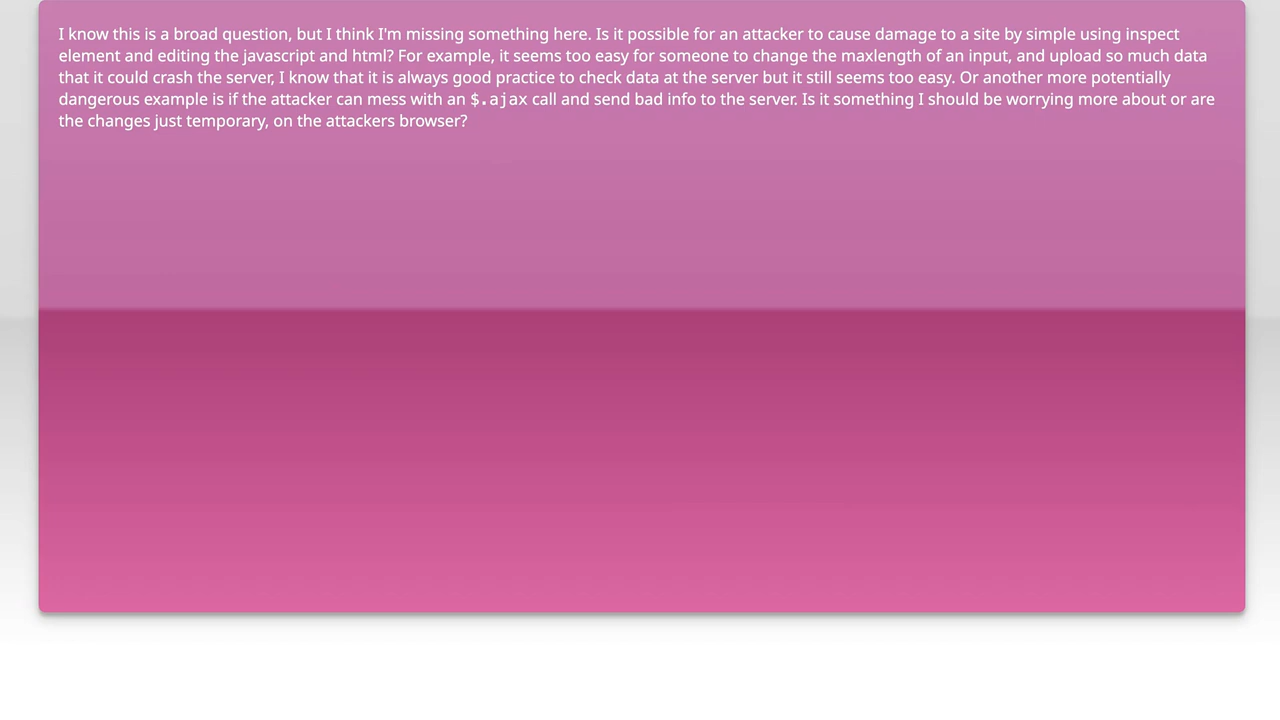 I know this is a broad question, but I think I'm missing something here. Is it possible for an attacker to cause damage to a site by simple using inspect
element and editing the javascript and html? For example, it seems too easy for someone to change the maxlength of an input, and upload so much data
that it could crash the server, I know that it is always good practice to check data at the server but it still seems too easy. Or another more potentially
dangerous example is if the attacker can mess with an $.ajax call and send bad info to the server. Is it something I should be worrying more about or are
the changes just temporary, on the attackers browser?